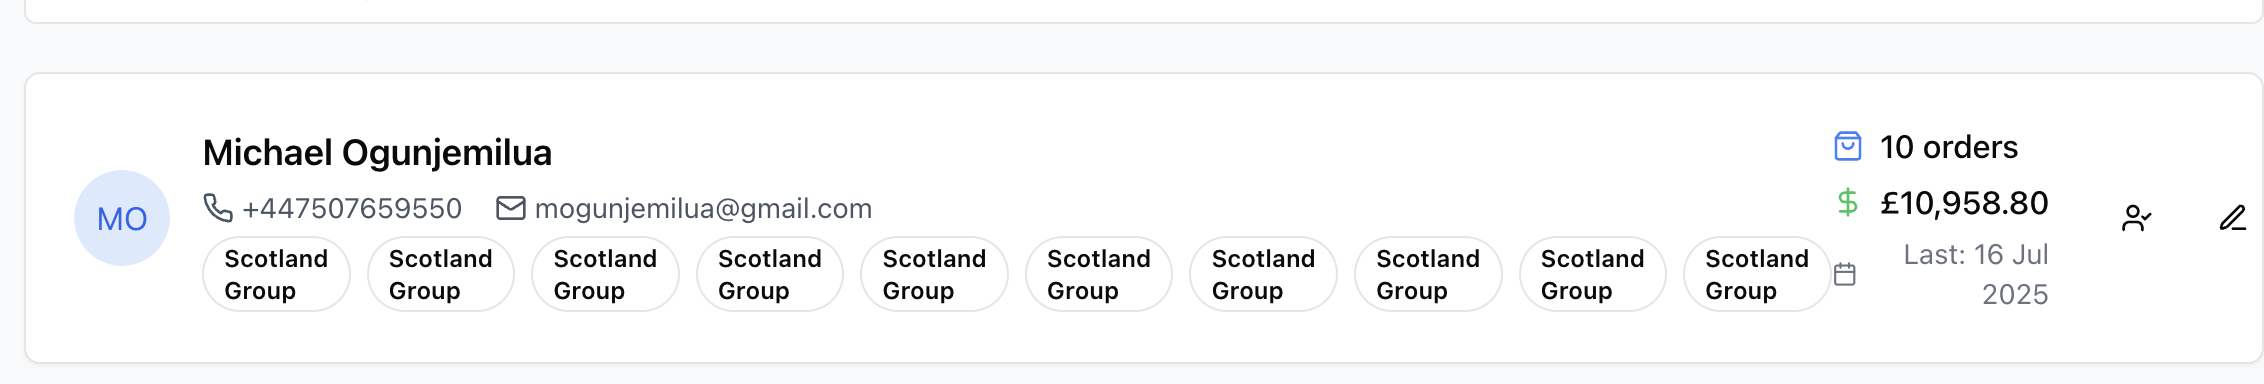 MO
Michael Ogunjemilua
+447507659550 mogunjemilua@gmail.com
Scotland Group
Scotland Group
Scotland Group
Scotland Group
Scotland Group
Scotland Group
Scotland Group
Scotland Group
Scotland Group
Scotland Group
10 orders
$ £10,958.80
Last: 16 Jul
2025